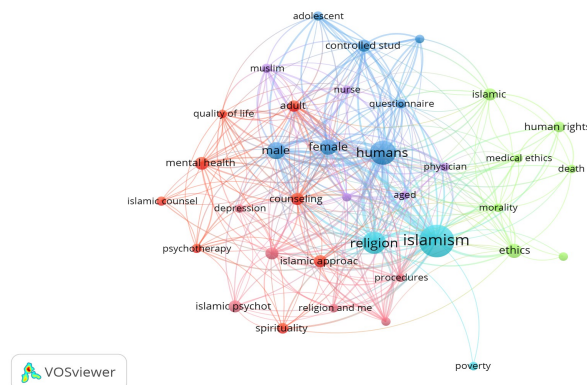 adolescent
controlled stud
muslim
nurse
islamic
adult
questionnaire
quality of life
human rights
male
female
humans
mental health
physician
medical ethics
death
islamic counsel
depression
counseling
aged
morality
psychotherapy
religion
islamism
ethics
islamic approac
procedures
islamic psychot
religion and me
spirituality
poverty
VOSviewer